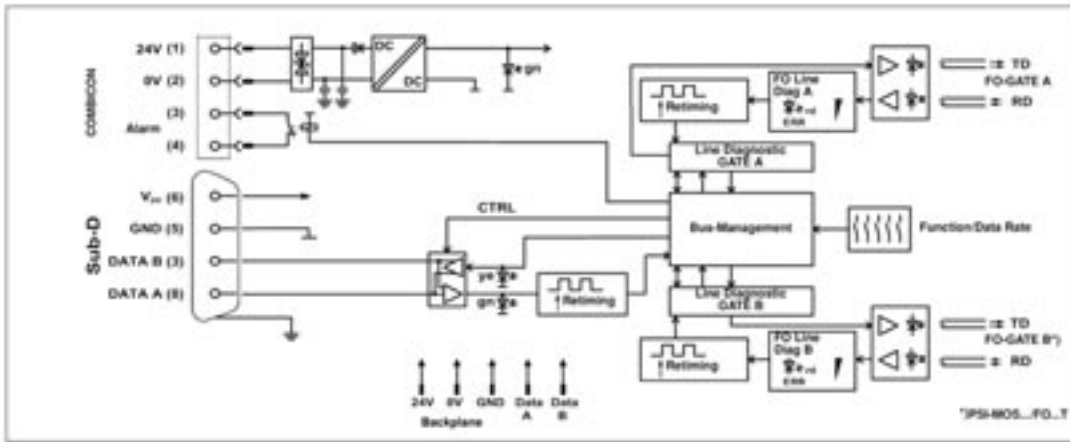 COMBICON
24V (1)
0V (2)
(3)
Alarm
(4)
DC
DC
gn
Sub-D
(6)
GND (5)
DATA B (3)
DATA A (8)
CTRL
ye
gn
Retiming
24V
0V
GND
Data A
Data B
Backplane
Retiming
FO Line
Diag A
rd
ERR
TD
FO-GATE A
RD
Line Diagnostic
GATE A
Bus-Management
Function/Data Rate
Line Diagnostic
GATE B
Retiming
FO Line
Diag B
rd
ERR
TD
FO-GATE B*)
RD
*)PSI-MOS.../FO...T